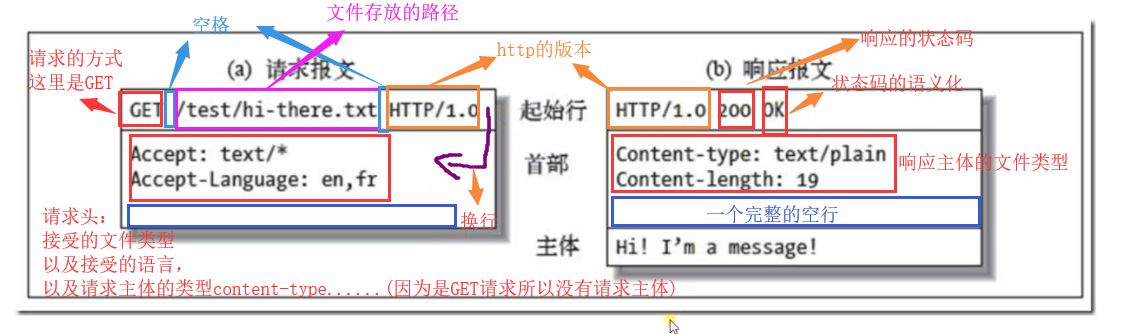 文件存放的路径
空格
请求的方式
这里是GET
http的版本
响应的状态码
(a) 请求报文
(b) 响应报文
状态码的语义化
GET /test/hi-there.txt HTTP/1.0
起始行
HTTP/1.0 200 OK
Accept: text/*
Accept-Language: en,fr
首部
Content-type: text/plain
Content-length: 19
响应主体的文件类型
换行
一个完整的空行
请求头：
接受的文件类型
以及接受的语言，
以及请求主体的类型content-type......(因为是GET请求所以没有请求主体)
主体
Hi! I'm a message!